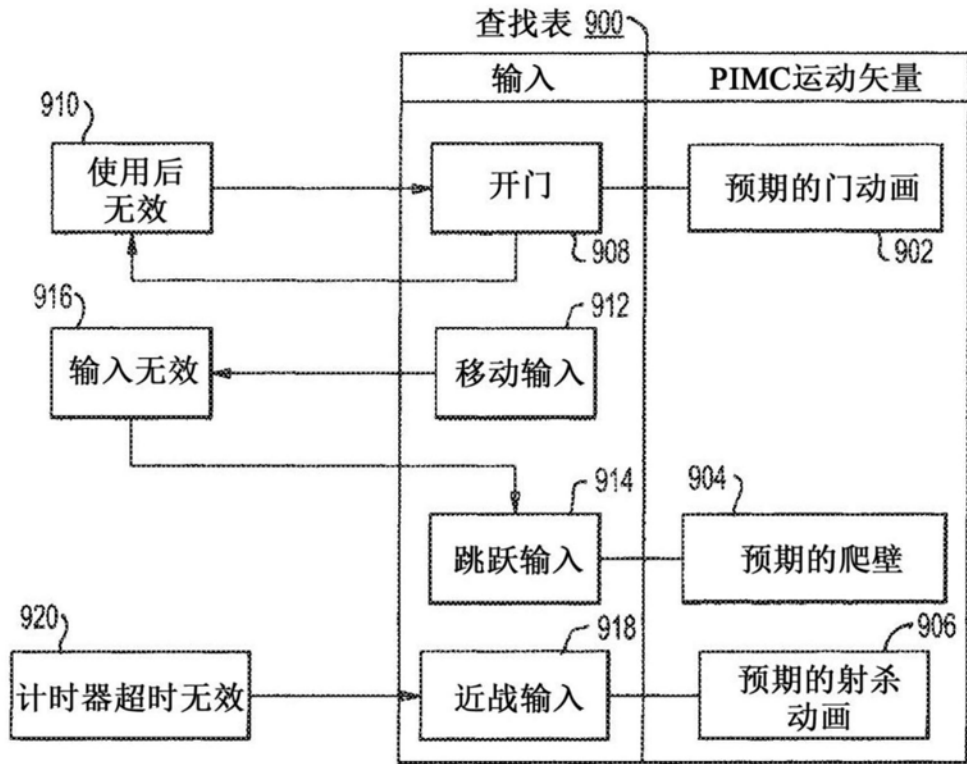 查找表 900
输入 PIMC运动矢量
910
使用后
无效
开门
908
预期的门动画
902
916
输入无效
912
移动输入
914
跳跃输入
904
预期的爬壁
920
计时器超时无效
918
近战输入
906
预期的射杀
动画